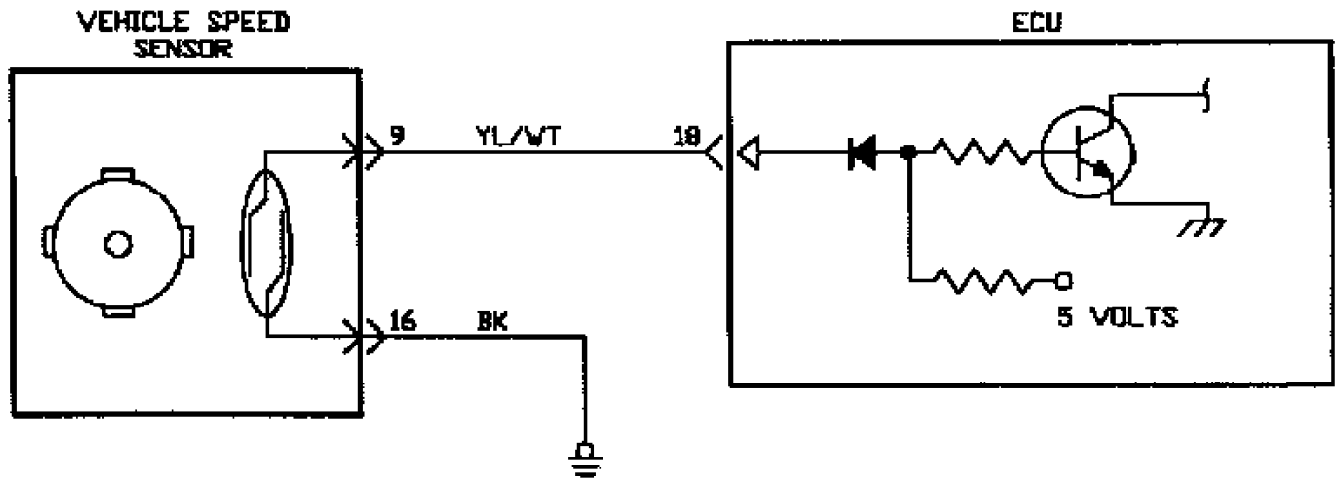 VEHICLE SPEED
SENSOR
ECU
9
YL/WT
18
16
BK
5 VOLTS